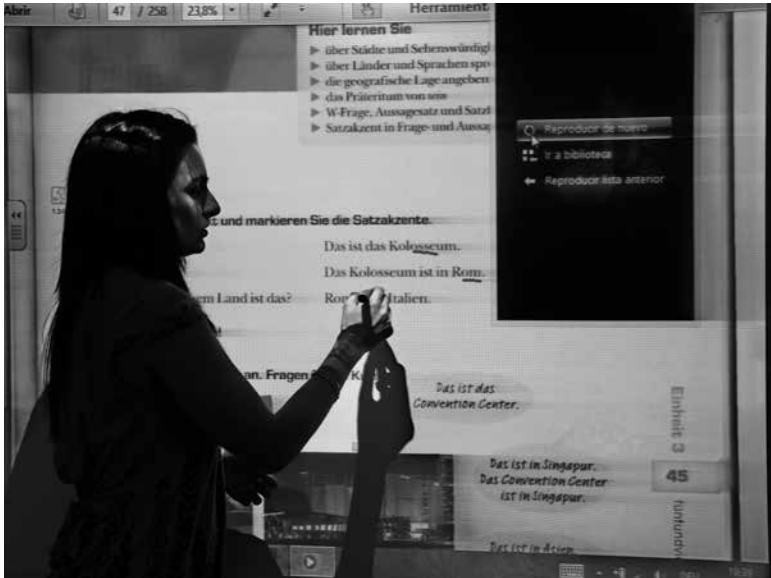 Abrir 47 / 258 23,8% Herramient
Hier lernen Sie
über Städte und Sehenswürdigk
über Länder und Sprachen spr
die geografische Lage angeben
das Präteritum von sein
W-Frage, Aussagesatz und Satzf
Satzakzent in Frage- und Aussag
Reproducir de nuevo
Ir a biblioteca
Reproducir lista anterior
und markieren Sie die Satzakzente.
Das ist das Kolosseum.
Das Kolosseum ist in Rom.
em Land ist das? Italien.
an. Fragen
Das ist das
Convention Center.
Einheit 3
45
Das ist in Singapur.
Das Convention Center
ist in Singapur.
Das ist in Asien.
19:39